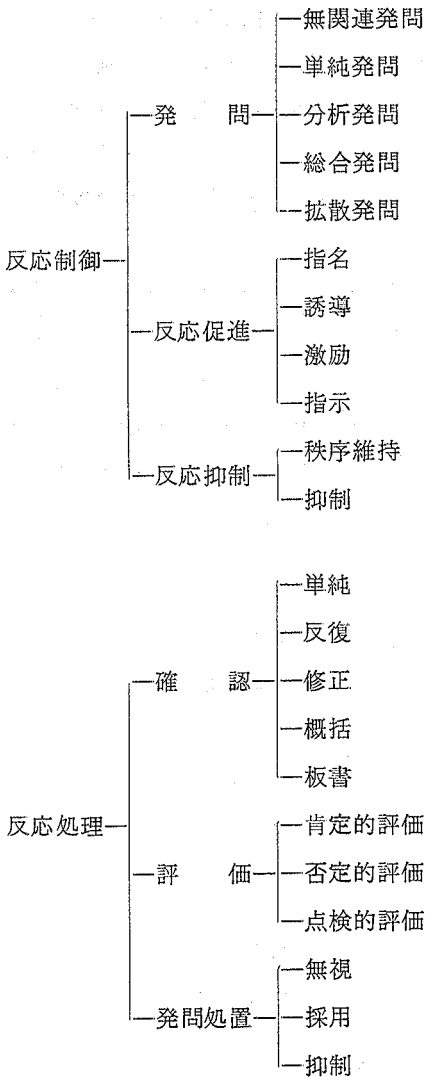 無関連発問
単純発問
発　問
分析発問
総合発問
拡散発問
反応制御
指名
誘導
反応促進
激励
指示
秩序維持
反応抑制
抑制
単純
反復
確　認
修正
概括
板書
反応処理
肯定的評価
評　価
否定的評価
点検的評価
無視
発問処置
採用
抑制